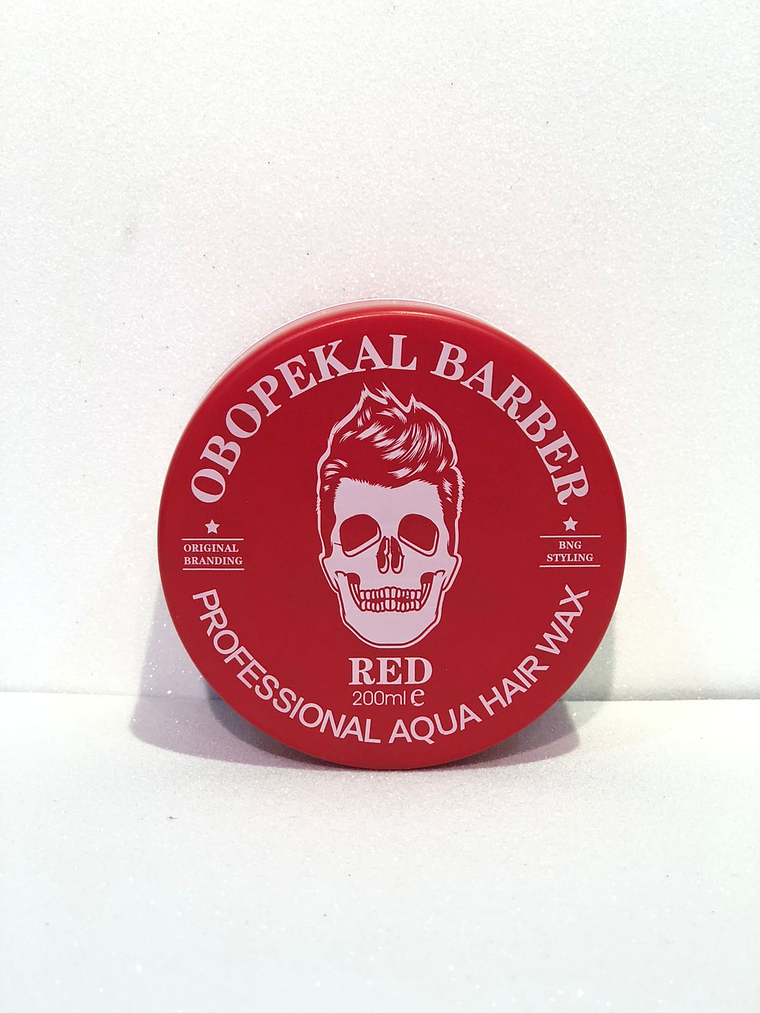 OBOPEKAL BARBER
ORIGINAL
BRANDING
BNG
STYLING
RED
200ml e
PROFESSIONAL AQUA HAIR WAX